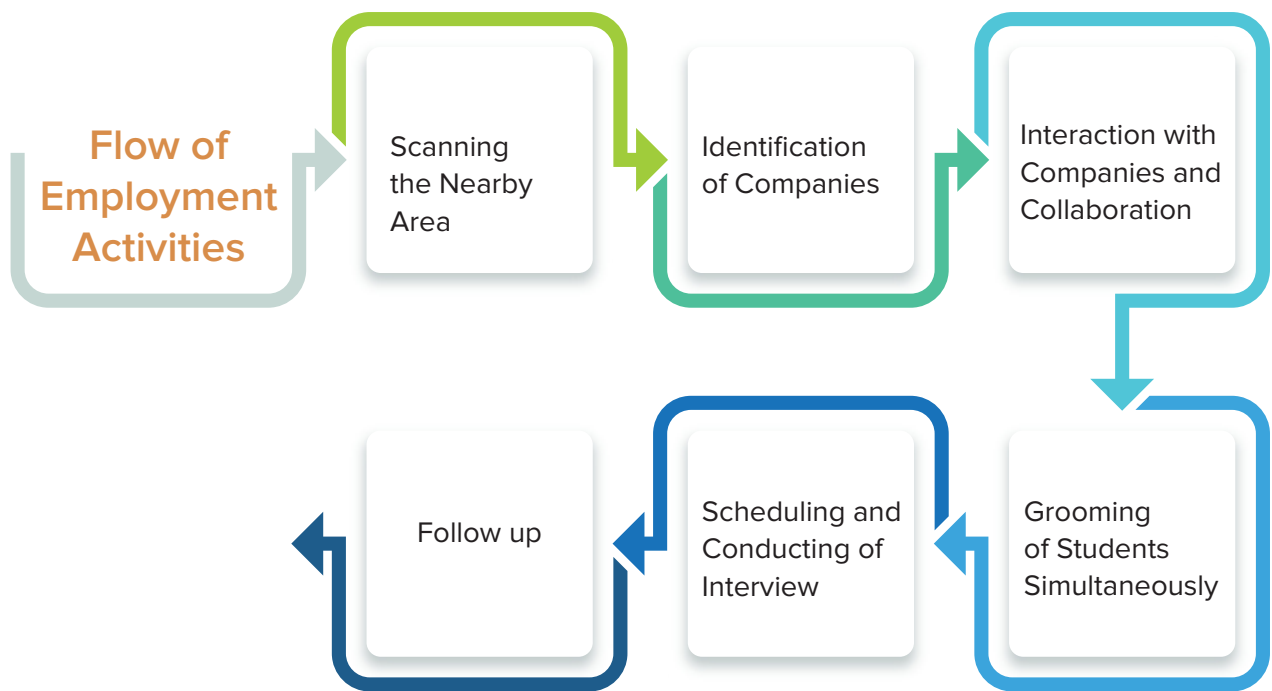 Flow of
Employment
Activities
Scanning
the Nearby
Area
Identification
of Companies
Interaction with
Companies and
Collaboration
Grooming
of Students
Simultaneously
Scheduling and
Conducting of
Interview
Follow up